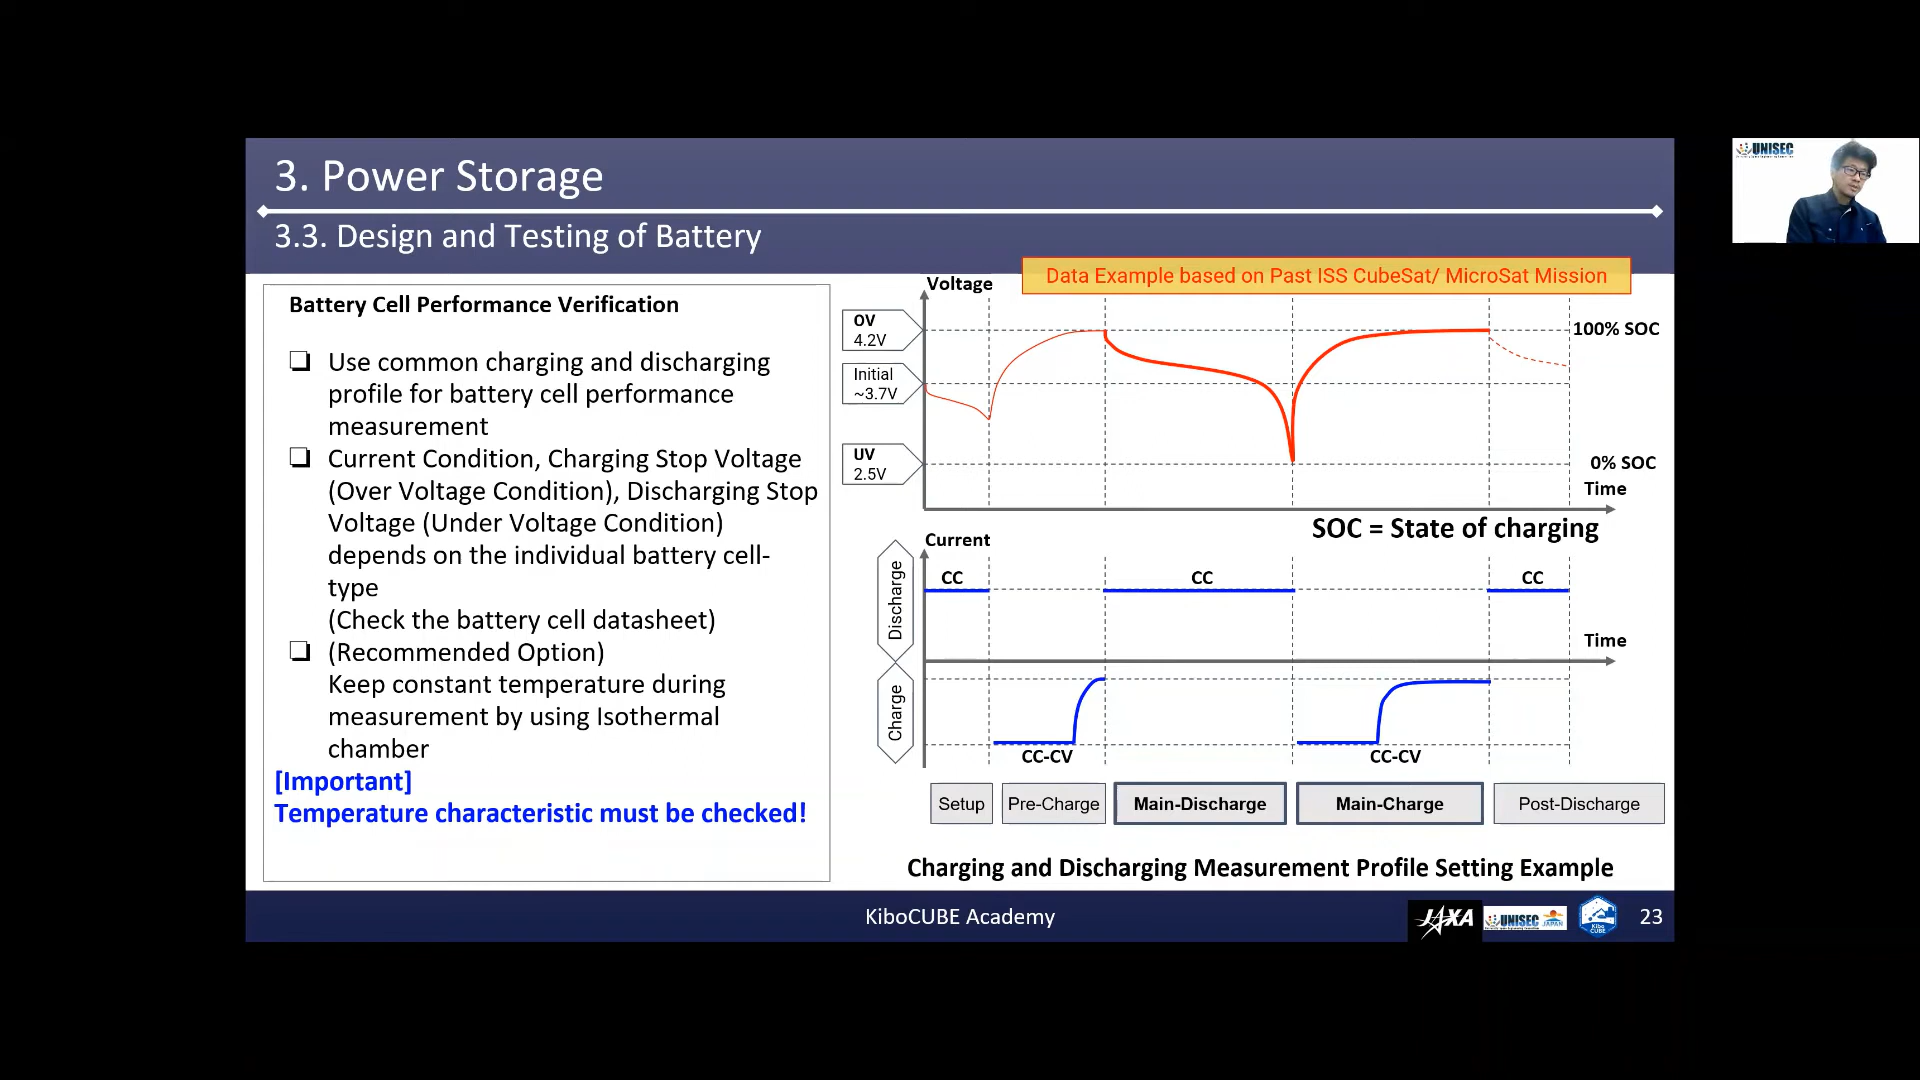 3. Power Storage
3.3. Design and Testing of Battery
Battery Cell Performance Verification
❑ Use common charging and discharging
profile for battery cell performance
measurement
❑ Current Condition, Charging Stop Voltage
(Over Voltage Condition), Discharging Stop
Voltage (Under Voltage Condition)
depends on the individual battery cell-
type
(Check the battery cell datasheet)
❑ (Recommended Option)
Keep constant temperature during
measurement by using Isothermal
chamber
[Important]
Temperature characteristic must be checked!
Data Example based on Past ISS CubeSat/ MicroSat Mission
Voltage
OV
4.2V
Initial
~3.7V
UV
2.5V
100% SOC
0% SOC
Time
SOC = State of charging
Current
Discharge
Charge
CC
CC
CC
Time
CC-CV
CC-CV
Setup
Pre-Charge
Main-Discharge
Main-Charge
Post-Discharge
Charging and Discharging Measurement Profile Setting Example
KiboCUBE Academy
JAXA
UNISEC
JAPAN
Kibo
CUBE
23
UNISEC